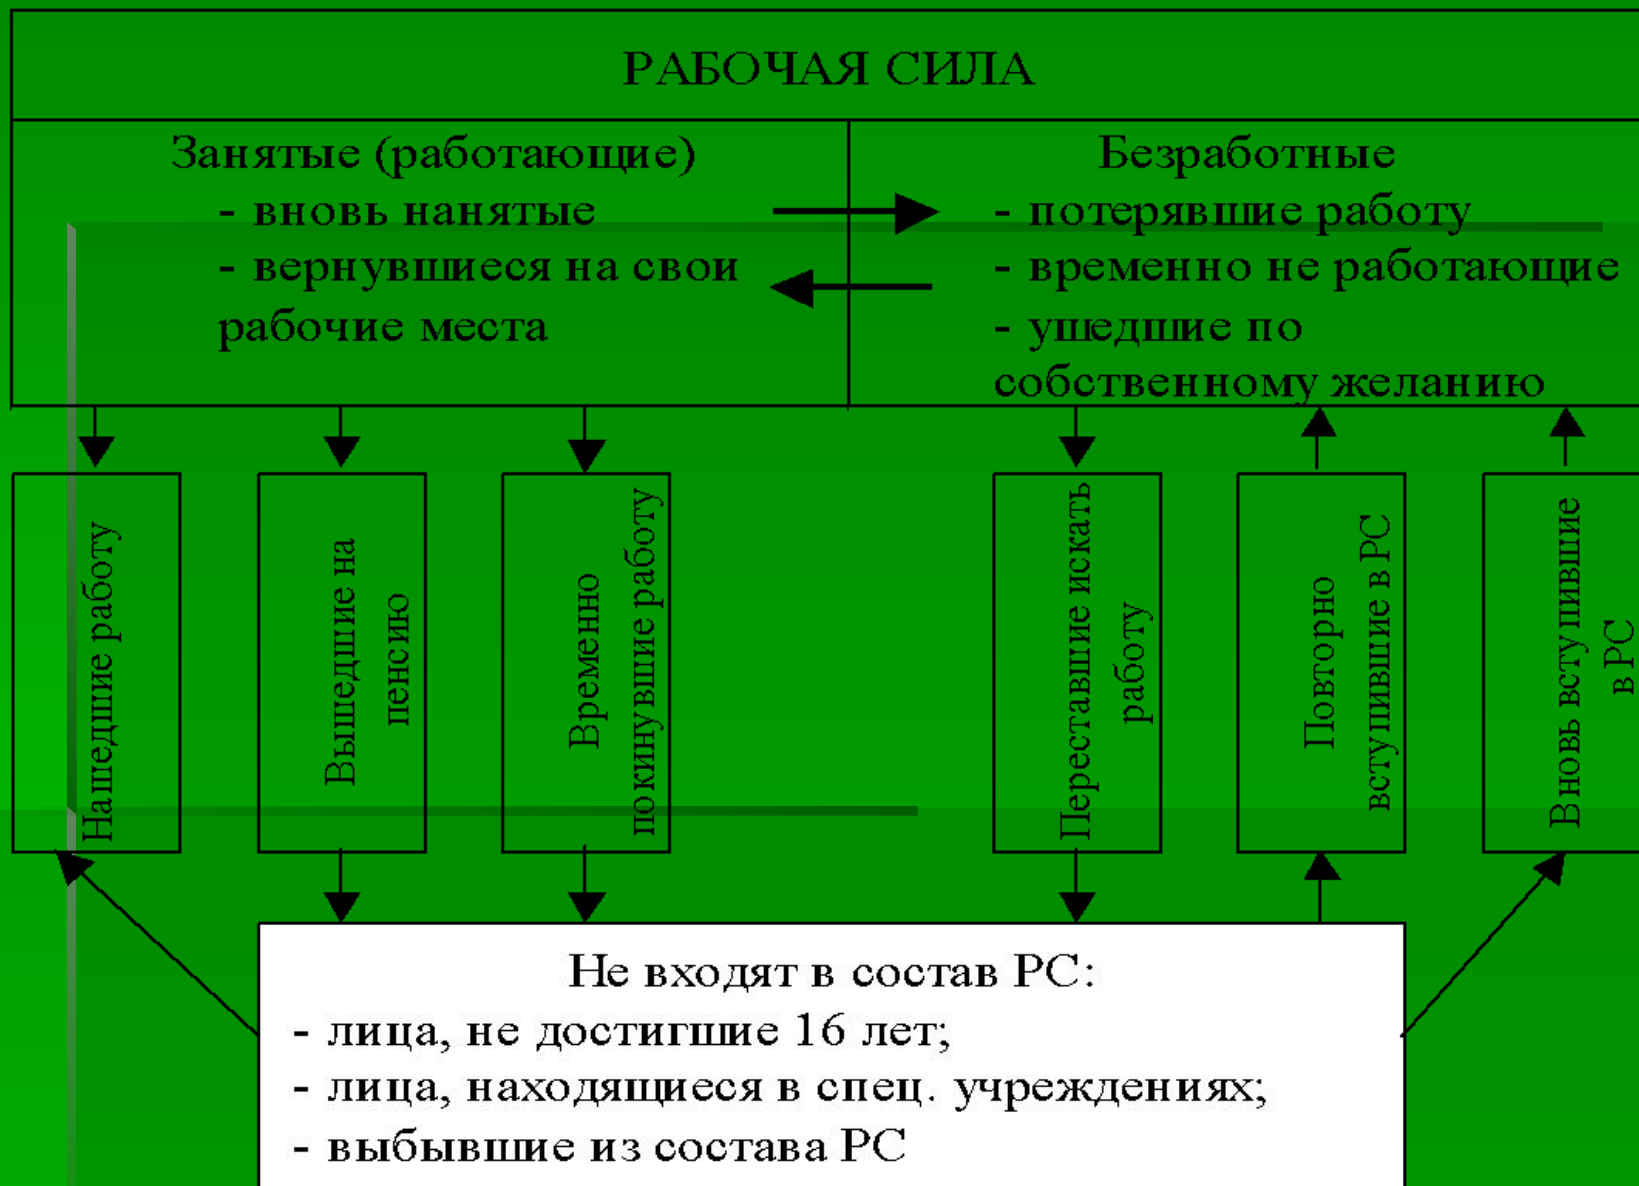 РАБОЧАЯ СИЛА
Занятые (работающие)
- вновь нанятые
- вернувшиеся на свои
рабочие места
Безработные
- потерявшие работу
- временно не работающие
- ушедшие по
собственному желанию
Нашедшие работу
Вышедшие на
пенсию
Временно
покинувшие работу
Переставшие искать
работу
Повторно
вступившие в РС
Вновь вступившие
в РС
Не входят в состав РС:
- лица, не достигшие 16 лет;
- лица, находящиеся в спец. учреждениях;
- выбывшие из состава РС